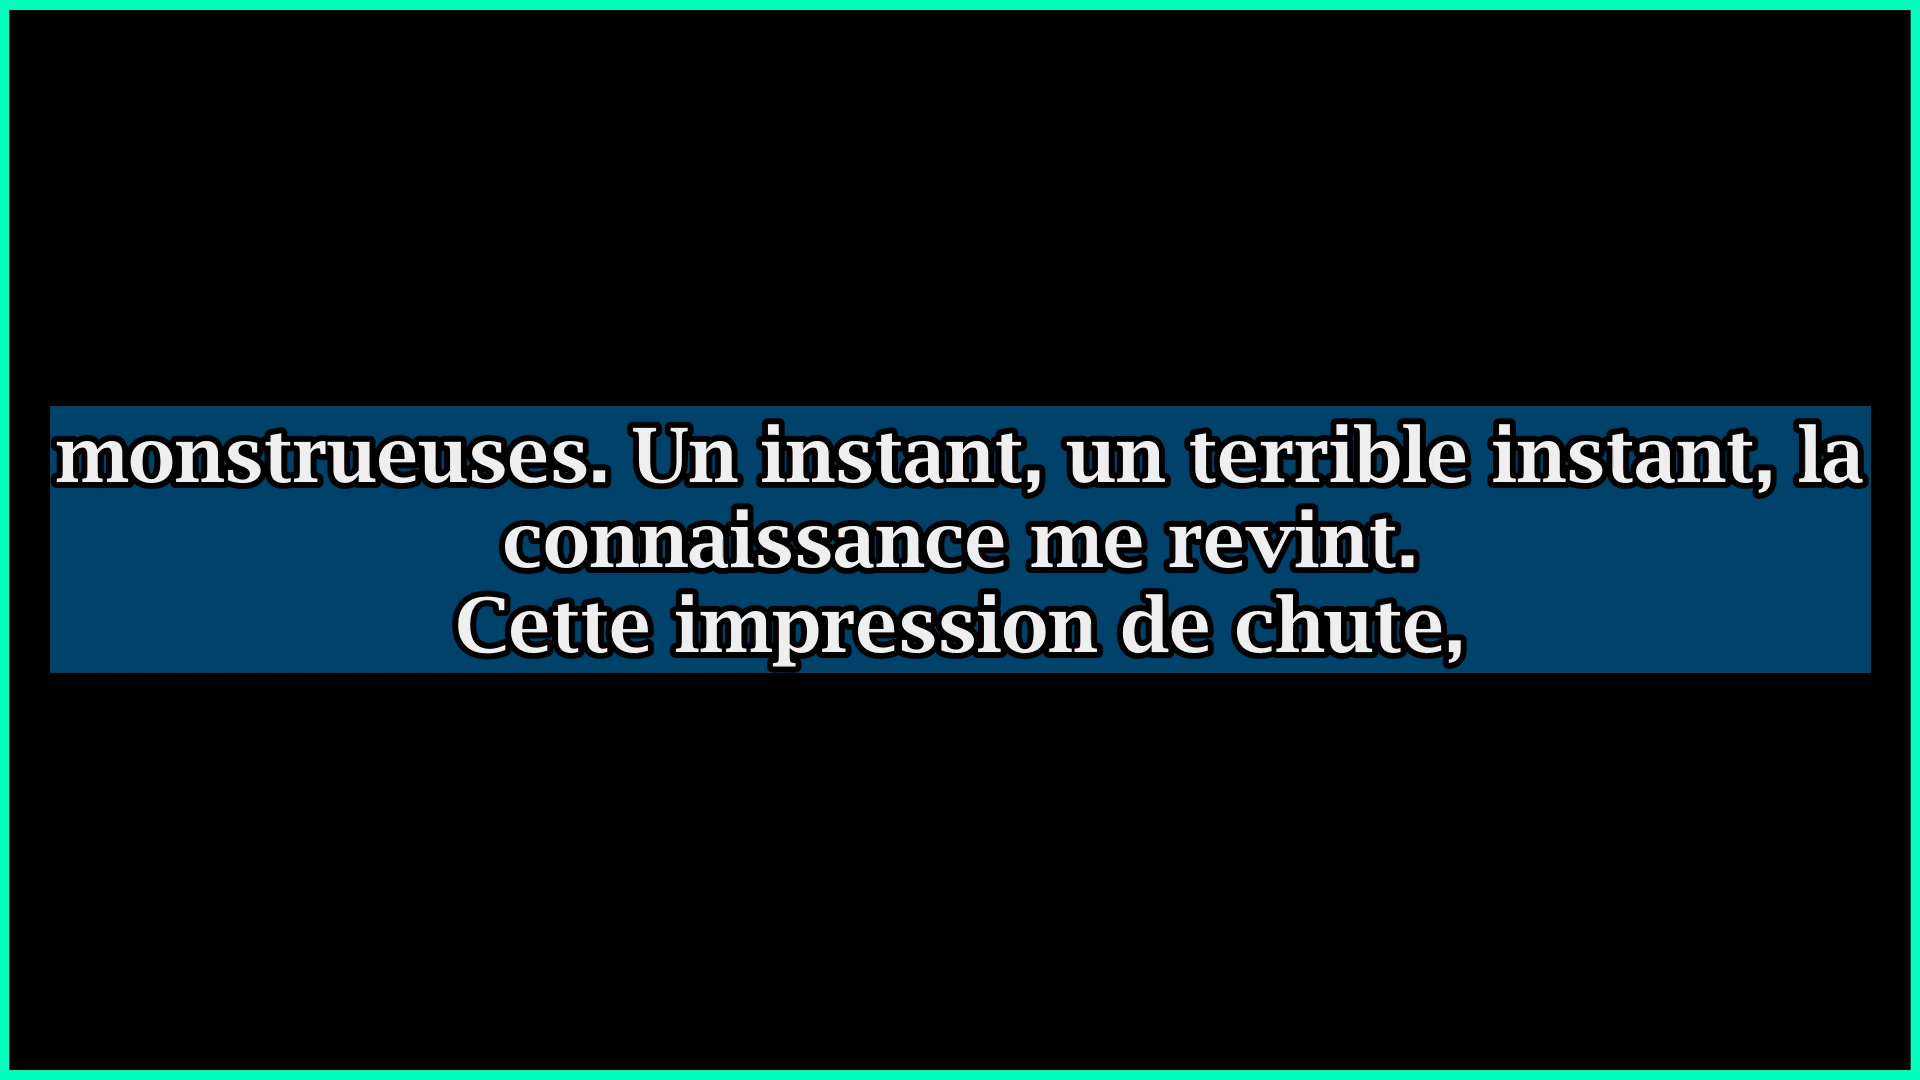 monstrueuses. Un instant, un terrible instant, la
connaissance me revint.
Cette impression de chute,